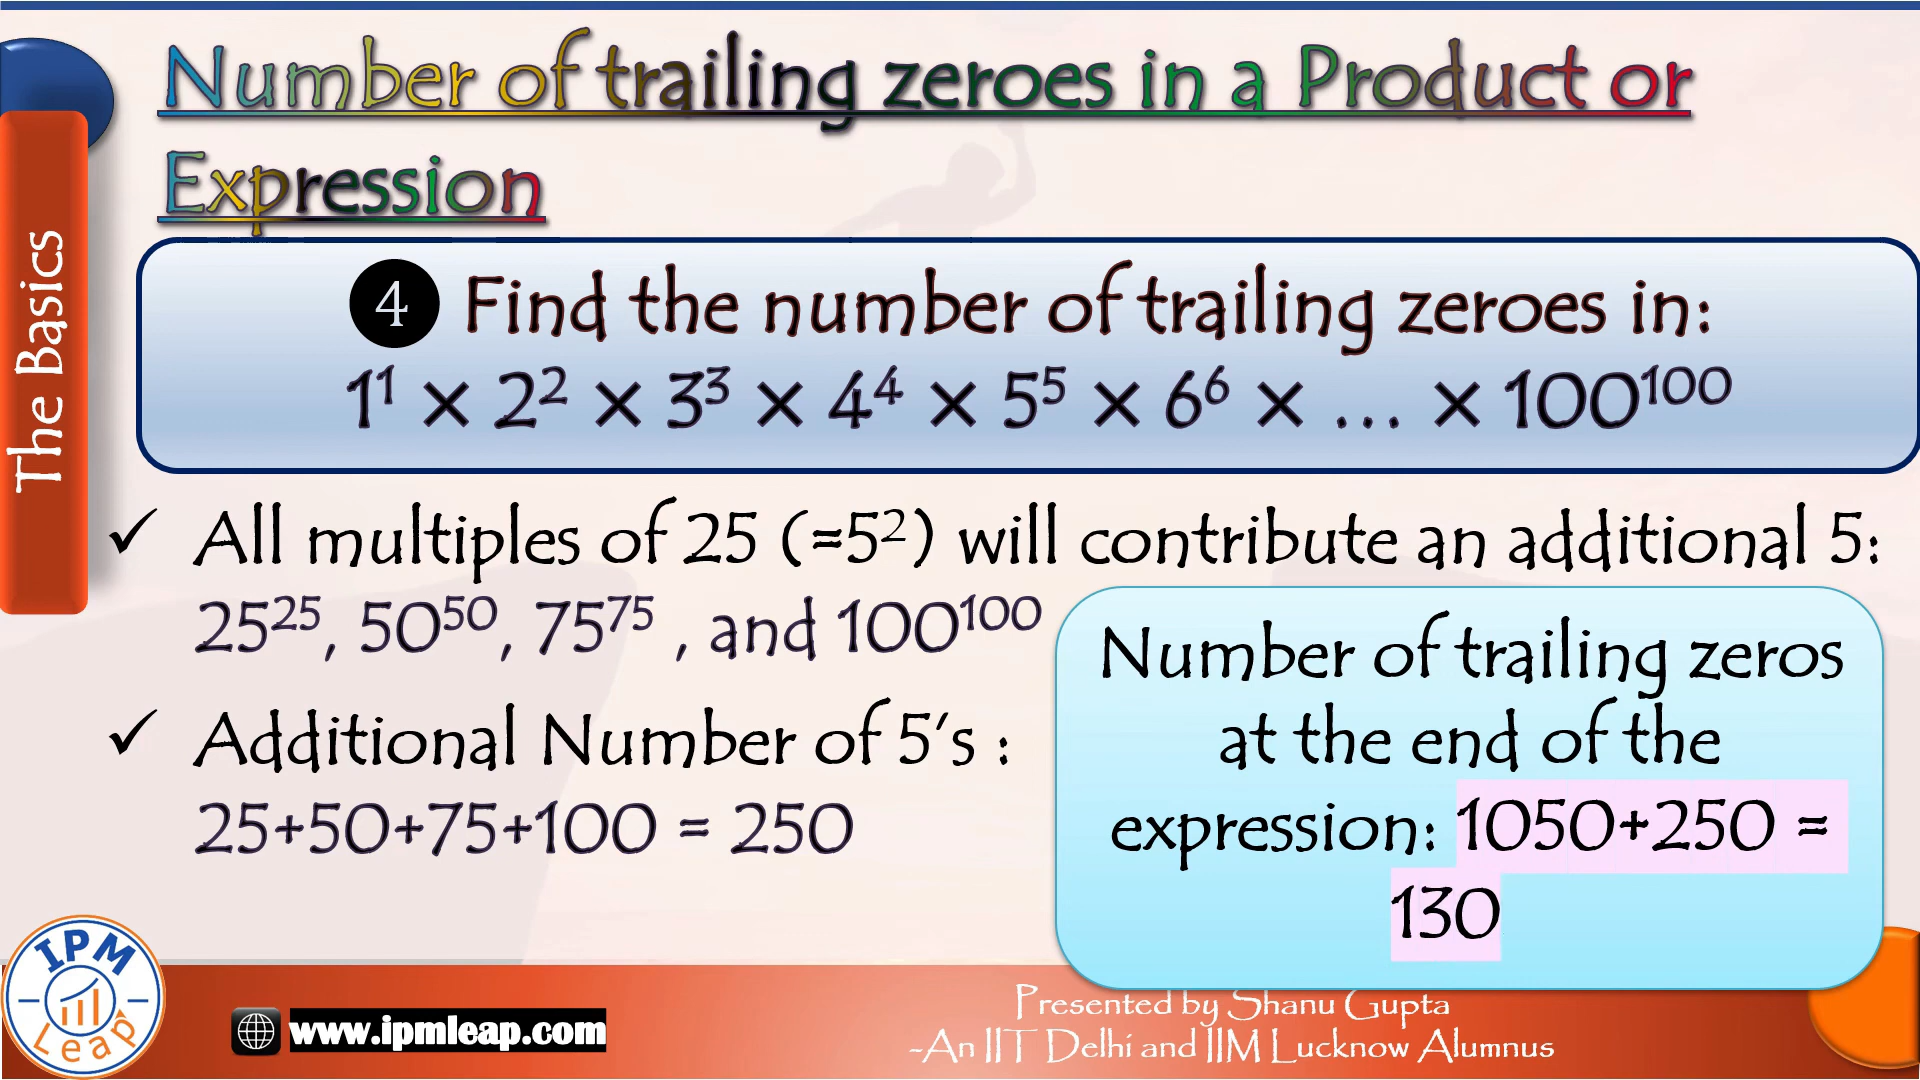 Number of trailing zeroes in a Product or
Expression
The Basics
❹ Find the number of trailing zeroes in:
1¹ × 2² × 3³ × 4⁴ × 5⁵ × 6⁶ × … × 100¹⁰⁰
✓ All multiples of 25 (=5²) will contribute an additional 5:
25²⁵, 50⁵⁰, 75⁷⁵ , and 100¹⁰⁰
✓ Additional Number of 5's :
25+50+75+100 = 250
Number of trailing zeros
at the end of the
expression: 1050+250 =
130
IPM
Leap
www.ipmleap.com
Presented by Shanu Gupta
-An IIT Delhi and IIM Lucknow Alumnus